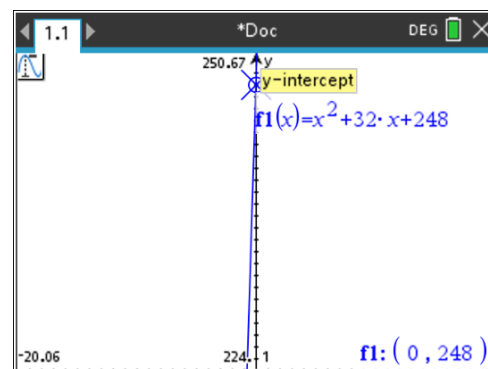 1.1 *Doc DEG
250.67 y
y-intercept
f1(x)=x²+32·x+248
-20.06 224. 1 f1: ( 0 , 248 )